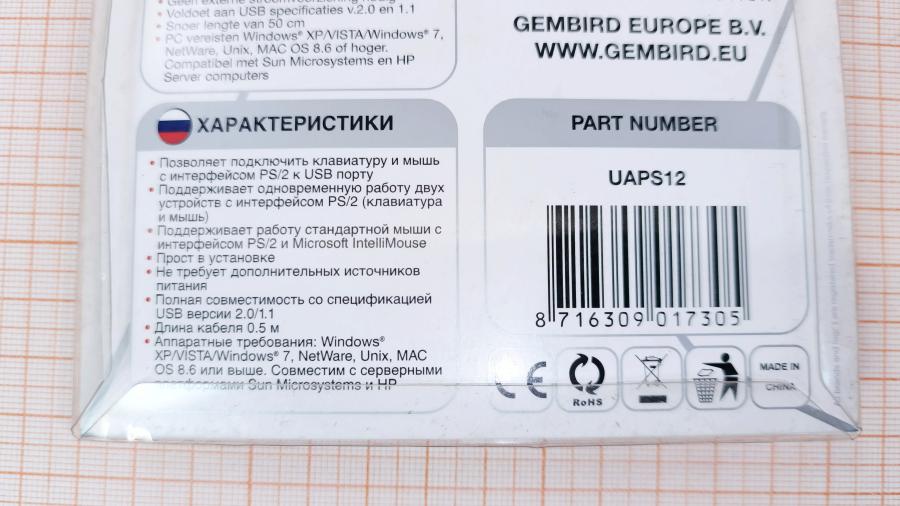 • Voldoet aan USB specificaties v.2.0 en 1.1
• Snoer lengte van 50 cm
• PC vereisten Windows® XP/VISTA/Windows® 7,
NetWare, Unix, MAC OS 8.6 of hoger.
Compatibel met Sun Microsystems en HP
Server computers
GEMBIRD EUROPE B.V.
WWW.GEMBIRD.EU
ХАРАКТЕРИСТИКИ
• Позволяет подключить клавиатуру и мышь
с интерфейсом PS/2 к USB порту
• Поддерживает одновременную работу двух
устройств с интерфейсом PS/2 (клавиатура
и мышь)
• Поддерживает работу стандартной мыши с
интерфейсом PS/2 и Microsoft IntelliMouse
• Прост в установке
• Не требует дополнительных источников
питания
• Полная совместимость со спецификацией
USB версии 2.0/1.1
• Длина кабеля 0.5 м
• Аппаратные требования: Windows®
XP/VISTA/Windows® 7, NetWare, Unix, MAC
OS 8.6 или выше. Совместим с серверными
платформами Sun Microsystems и HP
PART NUMBER
UAPS12
8 716309 017305
CE
RoHS
MADE IN
CHINA